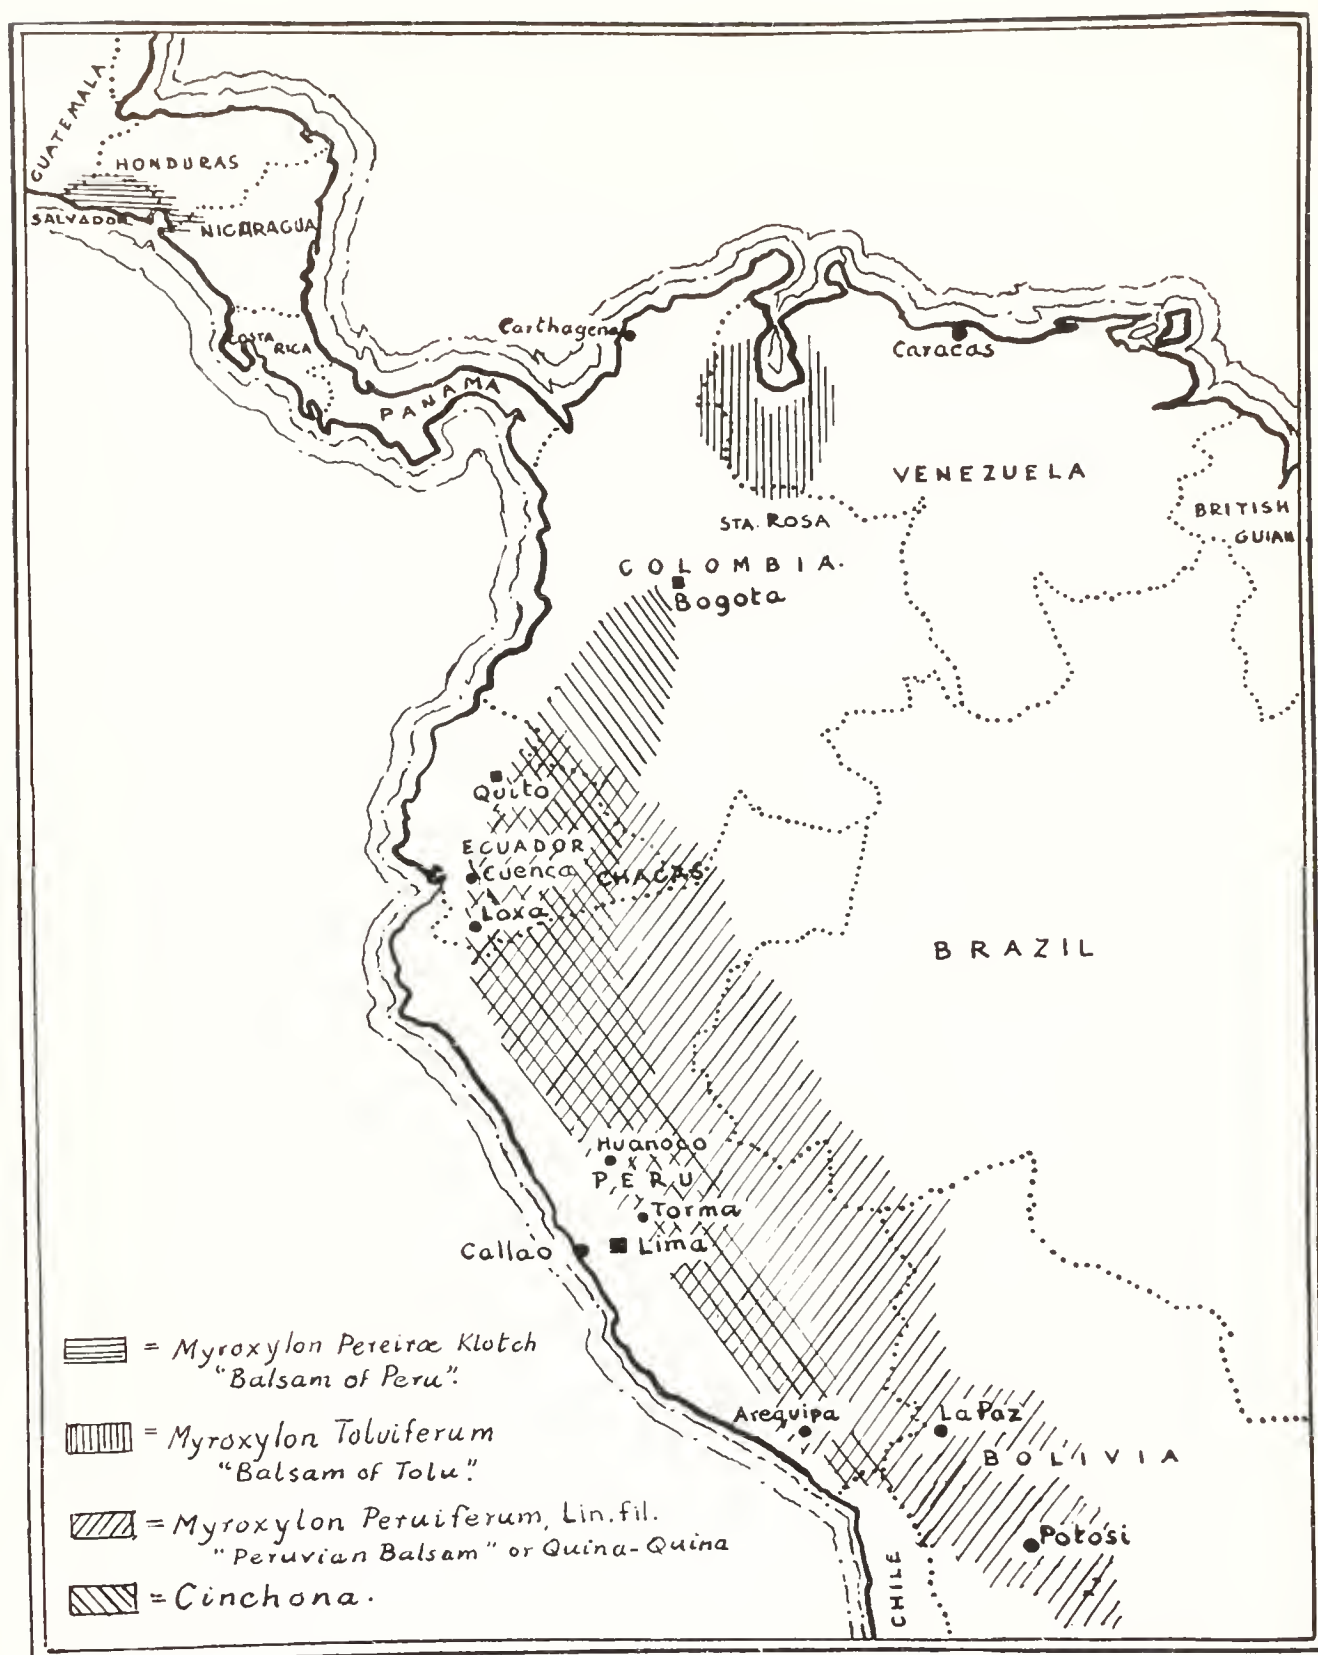 GUATEMALA
HONDURAS
SALVADOR
NICARAGUA
COSTA
RICA
PANAMA
Carthagena
Caracas
VENEZUELA
BRITISH
GUIAN
STA. ROSA
COLOMBIA.
Bogota
Quito
ECUADOR
Cuenca
CHACAS
Loxa
BRAZIL
Huanoco
PERU
Torma
Callao
Lima
Arequipa
La Paz
BOLIVIA
Potosi
CHILE
= Myroxylon Pereiræ Klotch
"Balsam of Peru".
= Myroxylon Toluiferum
"Balsam of Tolu".
= Myroxylon Peruiferum, Lin. fil.
"Peruvian Balsam" or Quina-Quina
= Cinchona.